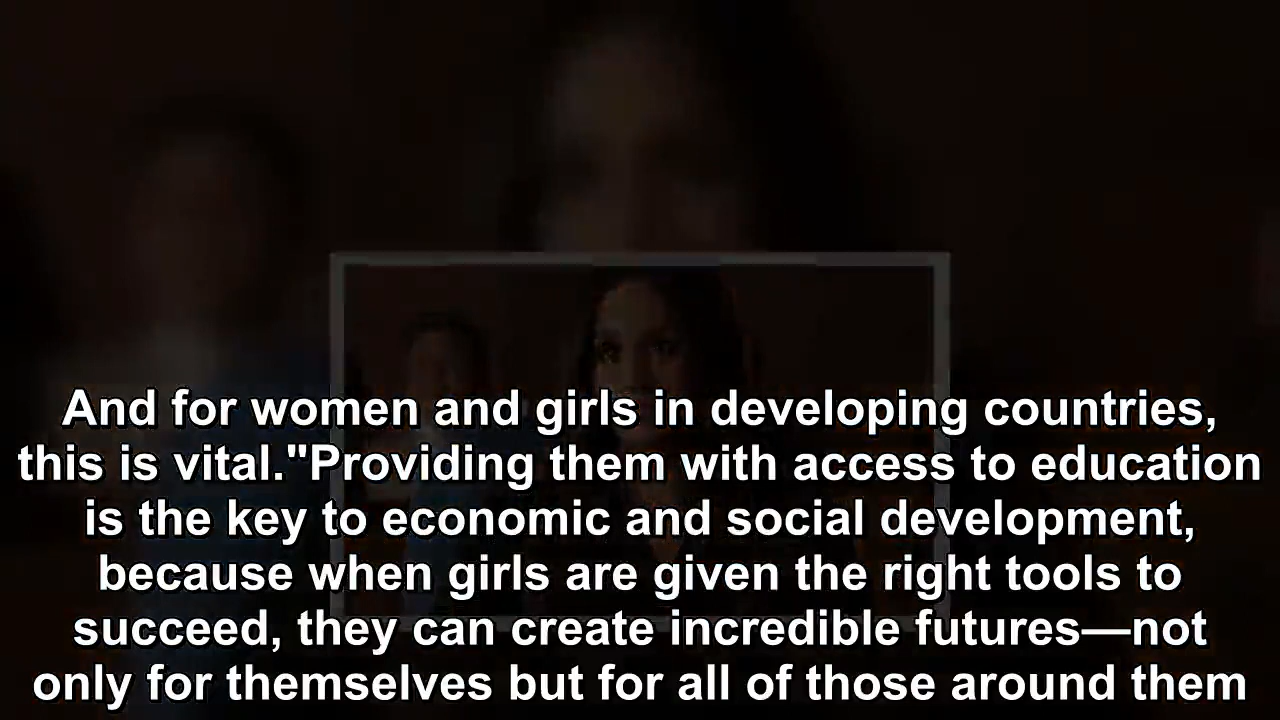 And for women and girls in developing countries,
this is vital."Providing them with access to education
is the key to economic and social development,
because when girls are given the right tools to
succeed, they can create incredible futures—not
only for themselves but for all of those around them